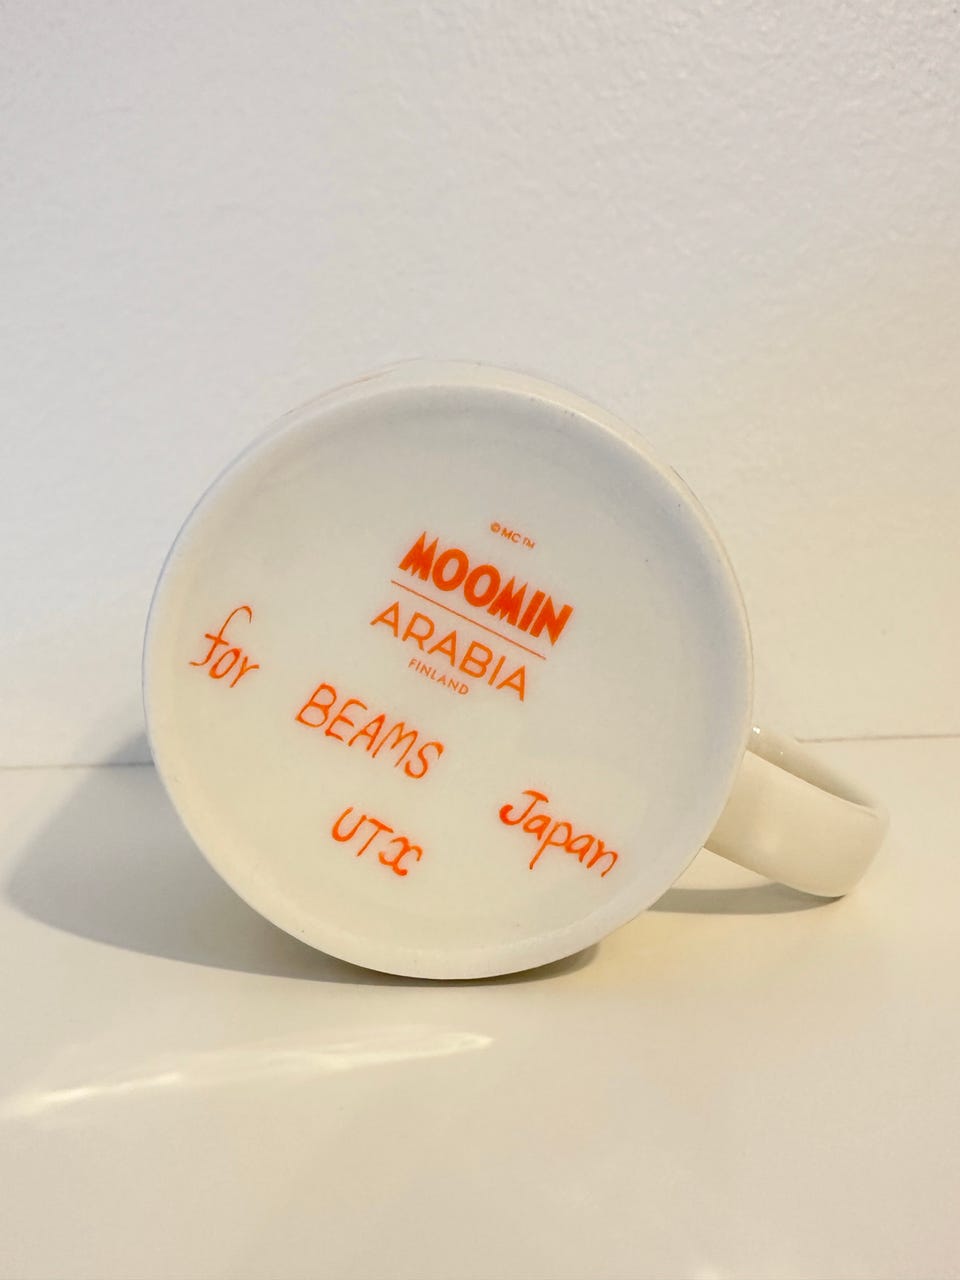 ©MC™
MOOMIN
ARABIA
FINLAND
for BEAMS Japan
UTX